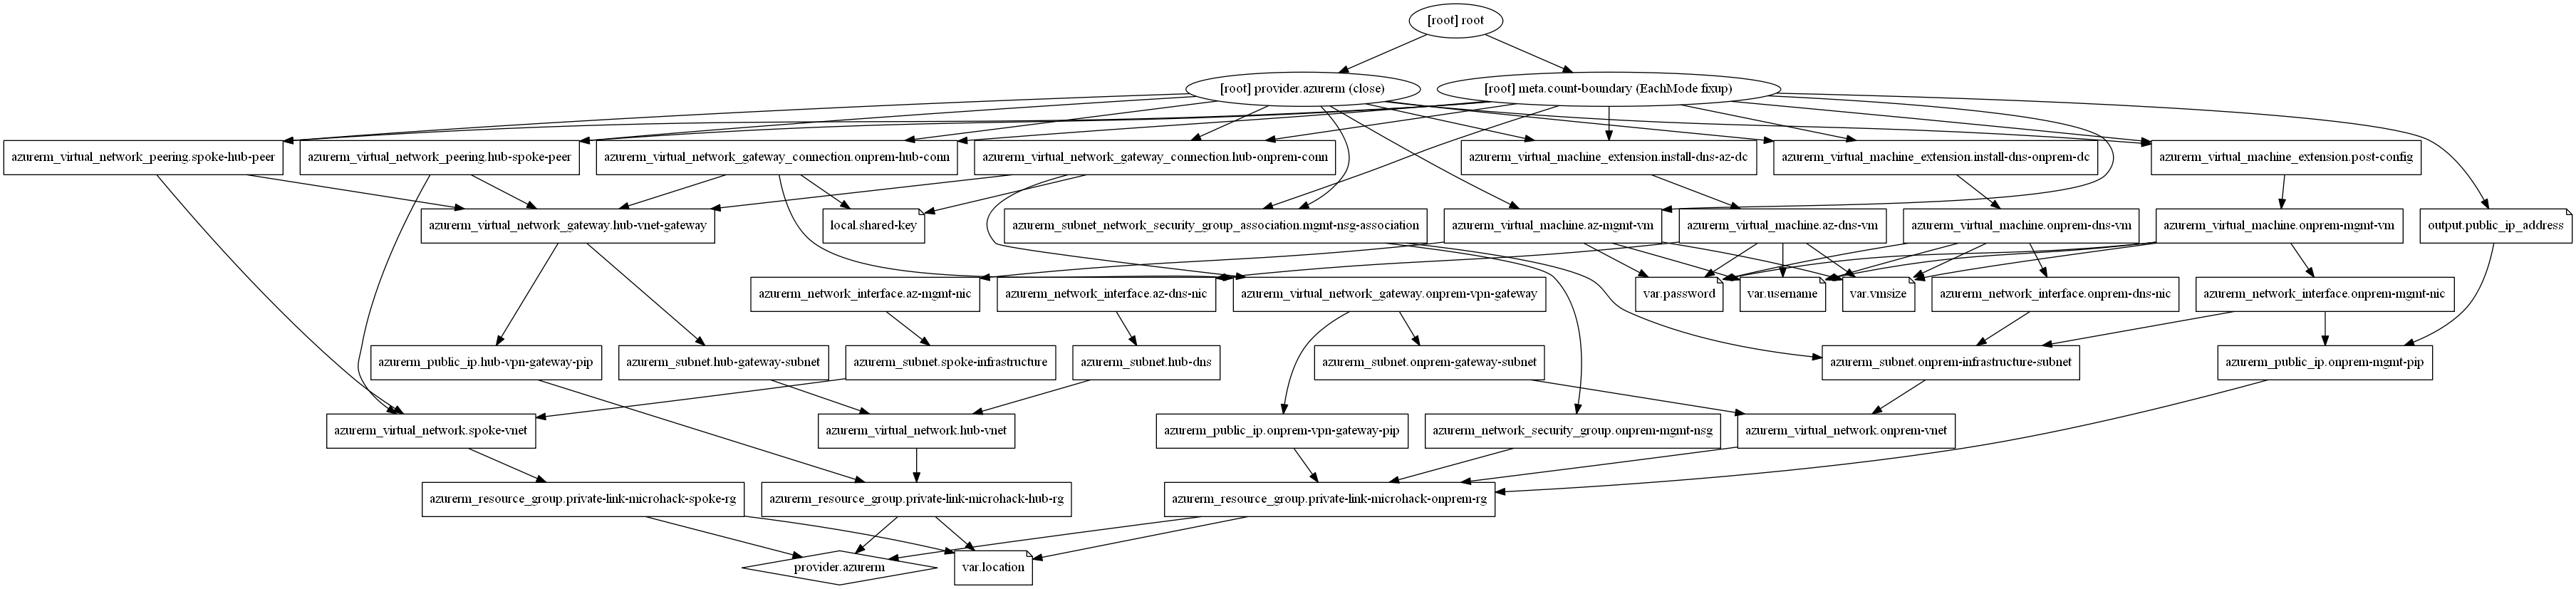 [root] root
[root] provider.azurerm (close)
[root] meta.count-boundary (EachMode fixup)
azurerm_virtual_network_peering.spoke-hub-peer
azurerm_virtual_network_peering.hub-spoke-peer
azurerm_virtual_network_gateway_connection.onprem-hub-conn
azurerm_virtual_network_gateway_connection.hub-onprem-conn
azurerm_virtual_machine_extension.install-dns-az-dc
azurerm_virtual_machine_extension.install-dns-onprem-dc
azurerm_virtual_machine_extension.post-config
azurerm_virtual_network_gateway.hub-vnet-gateway
local.shared-key
azurerm_subnet_network_security_group_association.mgmt-nsg-association
azurerm_virtual_machine.az-mgmt-vm
azurerm_virtual_machine.az-dns-vm
azurerm_virtual_machine.onprem-dns-vm
azurerm_virtual_machine.onprem-mgmt-vm
output.public_ip_address
azurerm_network_interface.az-mgmt-nic
azurerm_network_interface.az-dns-nic
azurerm_virtual_network_gateway.onprem-vpn-gateway
var.password
var.username
var.vmsize
azurerm_network_interface.onprem-dns-nic
azurerm_network_interface.onprem-mgmt-nic
azurerm_public_ip.hub-vpn-gateway-pip
azurerm_subnet.hub-gateway-subnet
azurerm_subnet.spoke-infrastructure
azurerm_subnet.hub-dns
azurerm_subnet.onprem-gateway-subnet
azurerm_subnet.onprem-infrastructure-subnet
azurerm_public_ip.onprem-mgmt-pip
azurerm_virtual_network.spoke-vnet
azurerm_virtual_network.hub-vnet
azurerm_public_ip.onprem-vpn-gateway-pip
azurerm_network_security_group.onprem-mgmt-nsg
azurerm_virtual_network.onprem-vnet
azurerm_resource_group.private-link-microhack-spoke-rg
azurerm_resource_group.private-link-microhack-hub-rg
azurerm_resource_group.private-link-microhack-onprem-rg
provider.azurerm
var.location